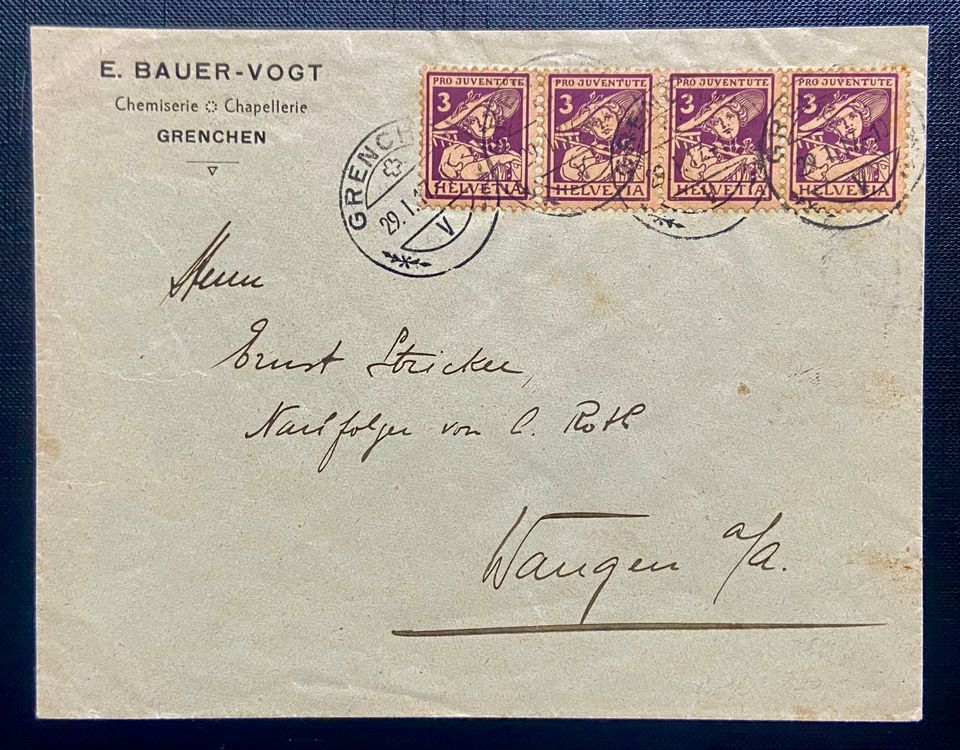 E. BAUER-VOGT
Chemiserie Chapellerie
GRENCHEN
PRO JUVENTUTE PRO JUVENTUTE PRO JUVENTUTE PRO JUVENTUTE
3 3 3 3
HELVETIA HELVETIA HELVETIA HELVETIA
GRENCH
29.I.1
V
Herrn
Ernst Stricker,
Nachfolger von C. Roth
Wangen a/A.